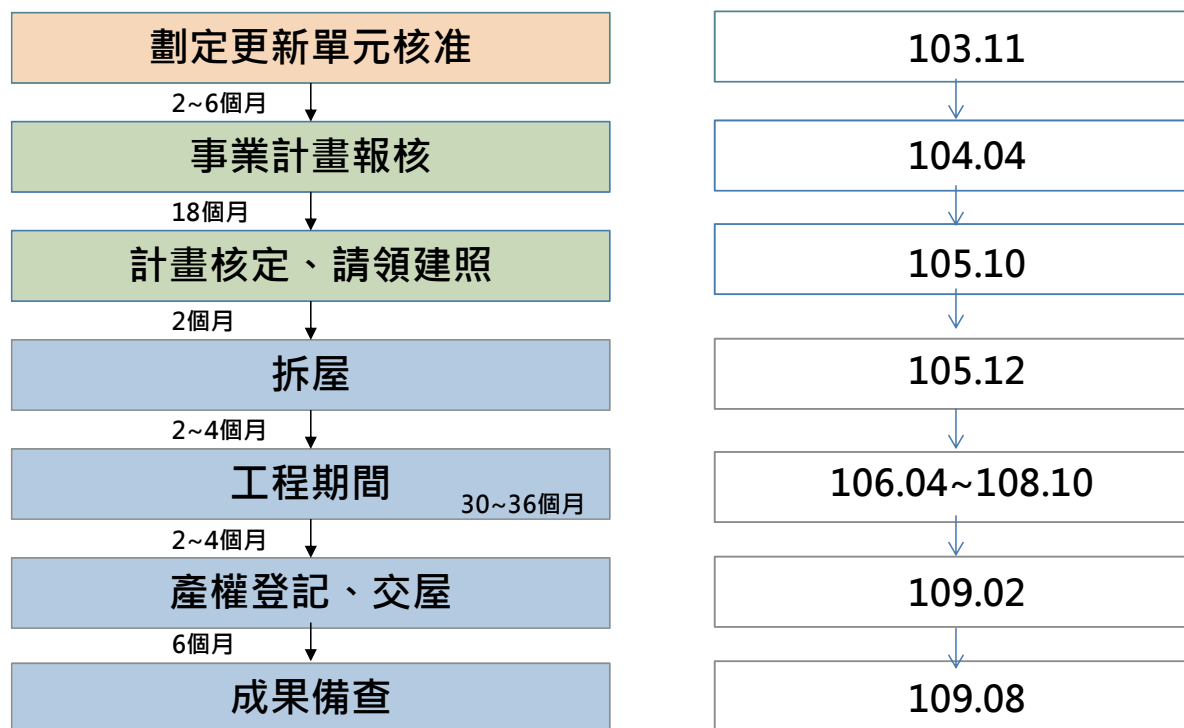 劃定更新單元核准
103.11
2~6個月
事業計畫報核
104.04
18個月
計畫核定、請領建照
105.10
2個月
拆屋
105.12
2~4個月
工程期間
30~36個月
106.04~108.10
2~4個月
產權登記、交屋
109.02
6個月
成果備查
109.08